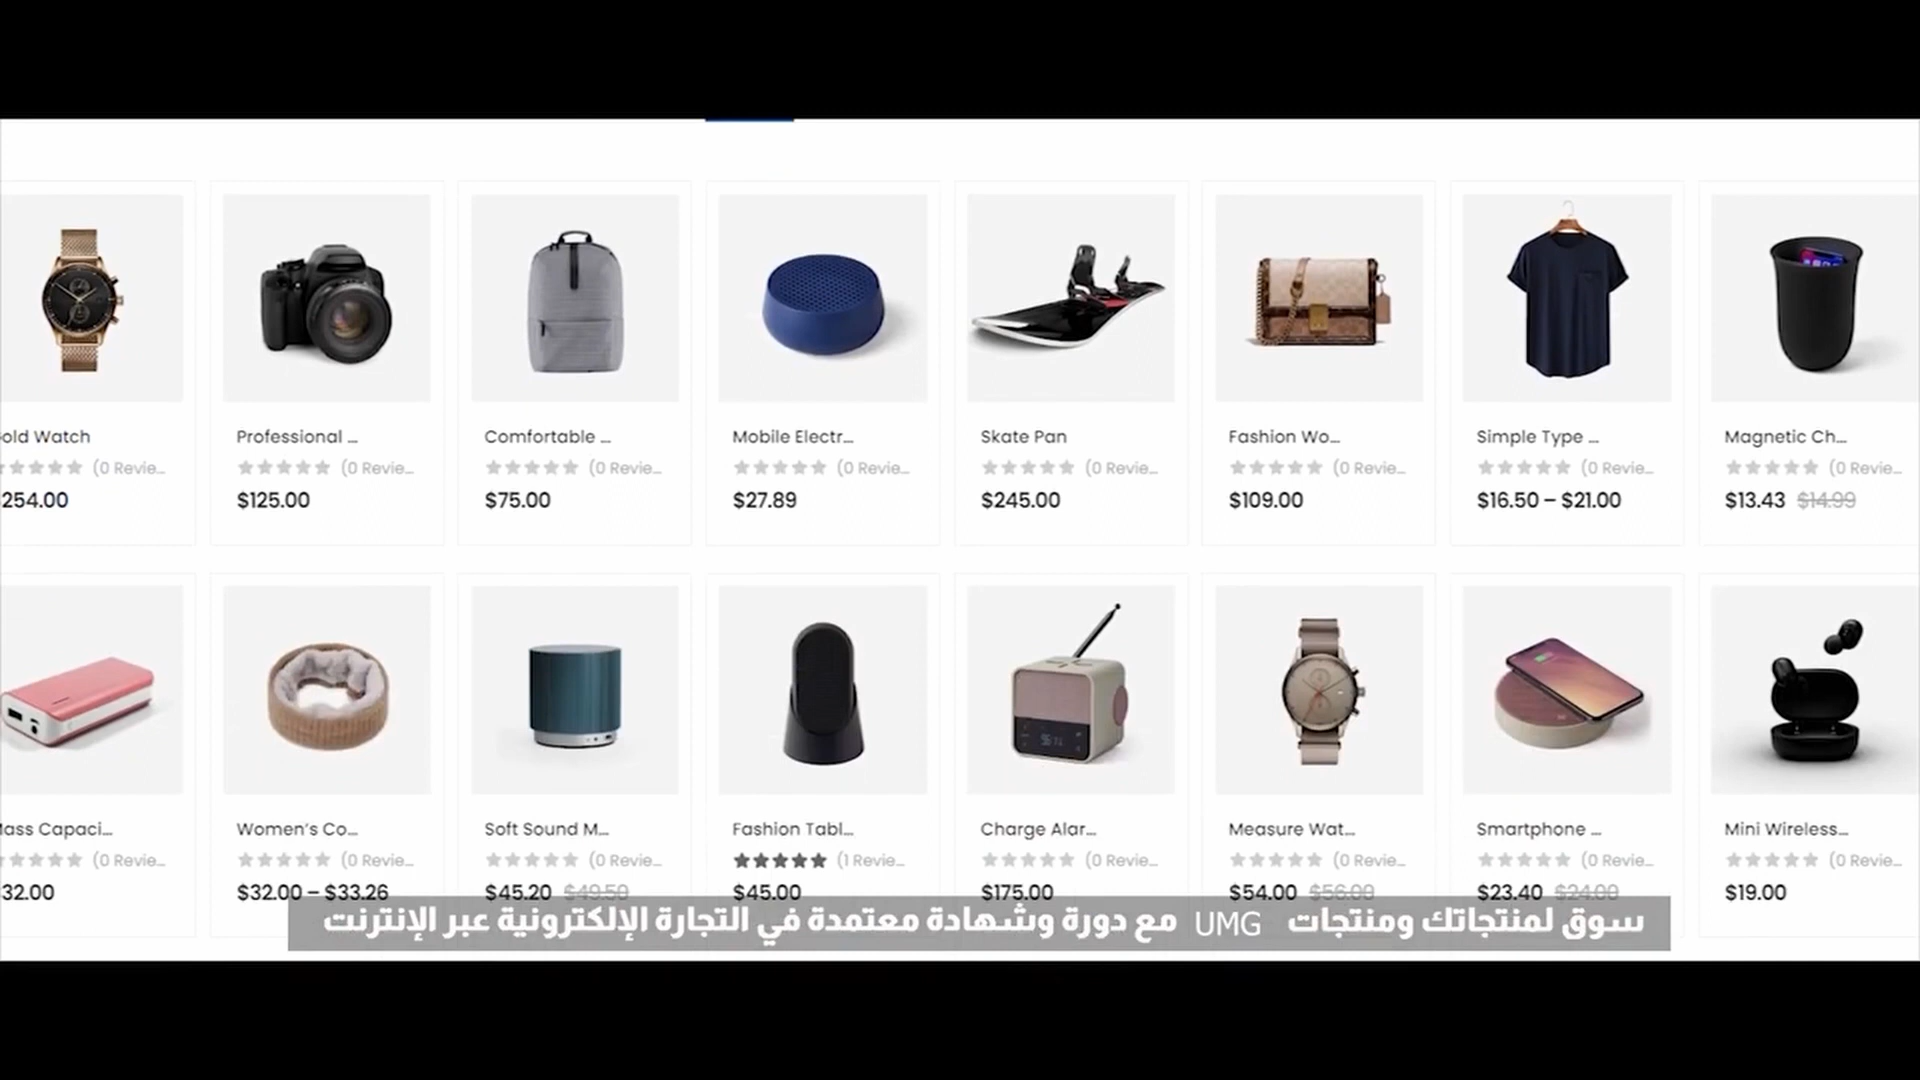 old Watch
(0 Revie...
$254.00
Professional ...
(0 Revie...
$125.00
Comfortable ...
(0 Revie...
$75.00
Mobile Electr...
(0 Revie...
$27.89
Skate Pan
(0 Revie...
$245.00
Fashion Wo...
(0 Revie...
$109.00
Simple Type ...
(0 Revie...
$16.50 – $21.00
Magnetic Ch...
(0 Revie...
$13.43 $14.99
Mass Capaci...
(0 Revie...
$32.00
Women's Co...
(0 Revie...
$32.00 – $33.26
Soft Sound M...
(0 Revie...
$45.20 $49.50
Fashion Tabl...
(1 Revie...
$45.00
Charge Alar...
(0 Revie...
$175.00
Measure Wat...
(0 Revie...
$54.00 $56.00
Smartphone ...
(0 Revie...
$23.40 $24.00
Mini Wireless...
(0 Revie...
$19.00
سوق لمنتجاتك ومنتجات UMG مع دورة وشهادة معتمدة في التجارة الإلكترونية عبر الإنترنت